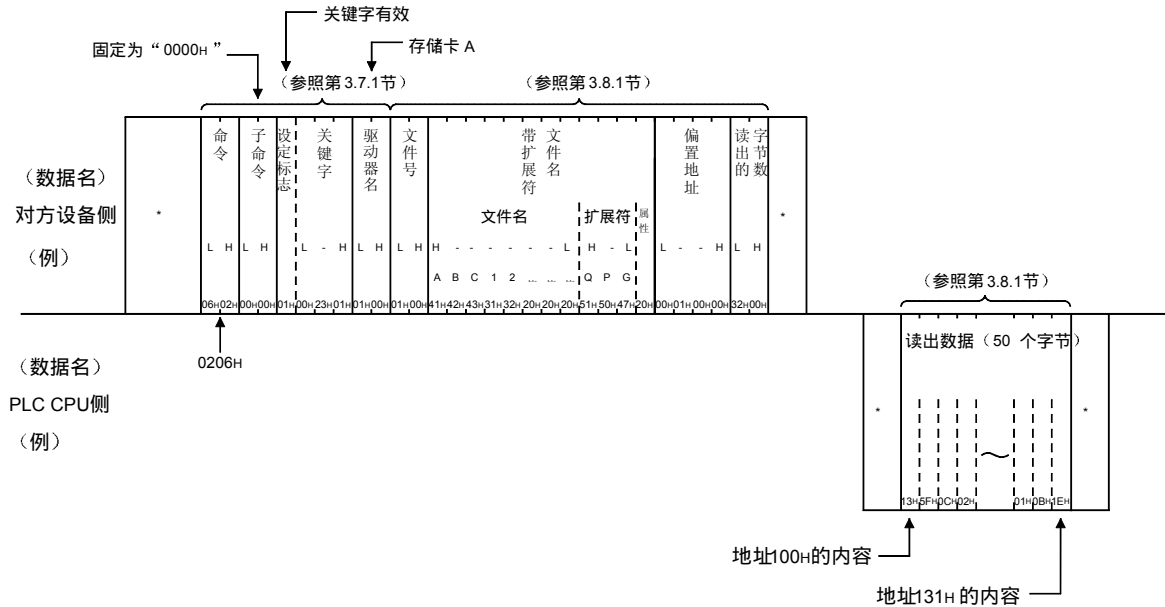 关键字有效
固定为“0000H”
存储卡 A
（参照第 3.7.1节）
（参照第 3.8.1节）
（数据名）
对方设备侧
（例）
*
命令
子命令
设定标志
关键字
驱动器名
文件号
带扩展符
文件名
偏置地址
读出的
字节数
*
文件名
扩展符
属性
L H L H L - H L H L H H - - - - - - L H - L L - - H L H
A B C 1 2 ... ... ... Q P G
06H 02H 00H 00H 01H 00H 23H 01H 01H 00H 01H 00H 41H 42H 43H 31H 32H 20H 20H 20H 51H 50H 47H 20H 00H 01H 00H 00H 32H 00H
0206H
（参照第 3.8.1节）
（数据名）
PLC CPU侧
（例）
读出数据（50 个字节）
*
*
13H 5FH 0CH 02H 01H 0BH 1EH
地址100H的内容
地址131H 的内容